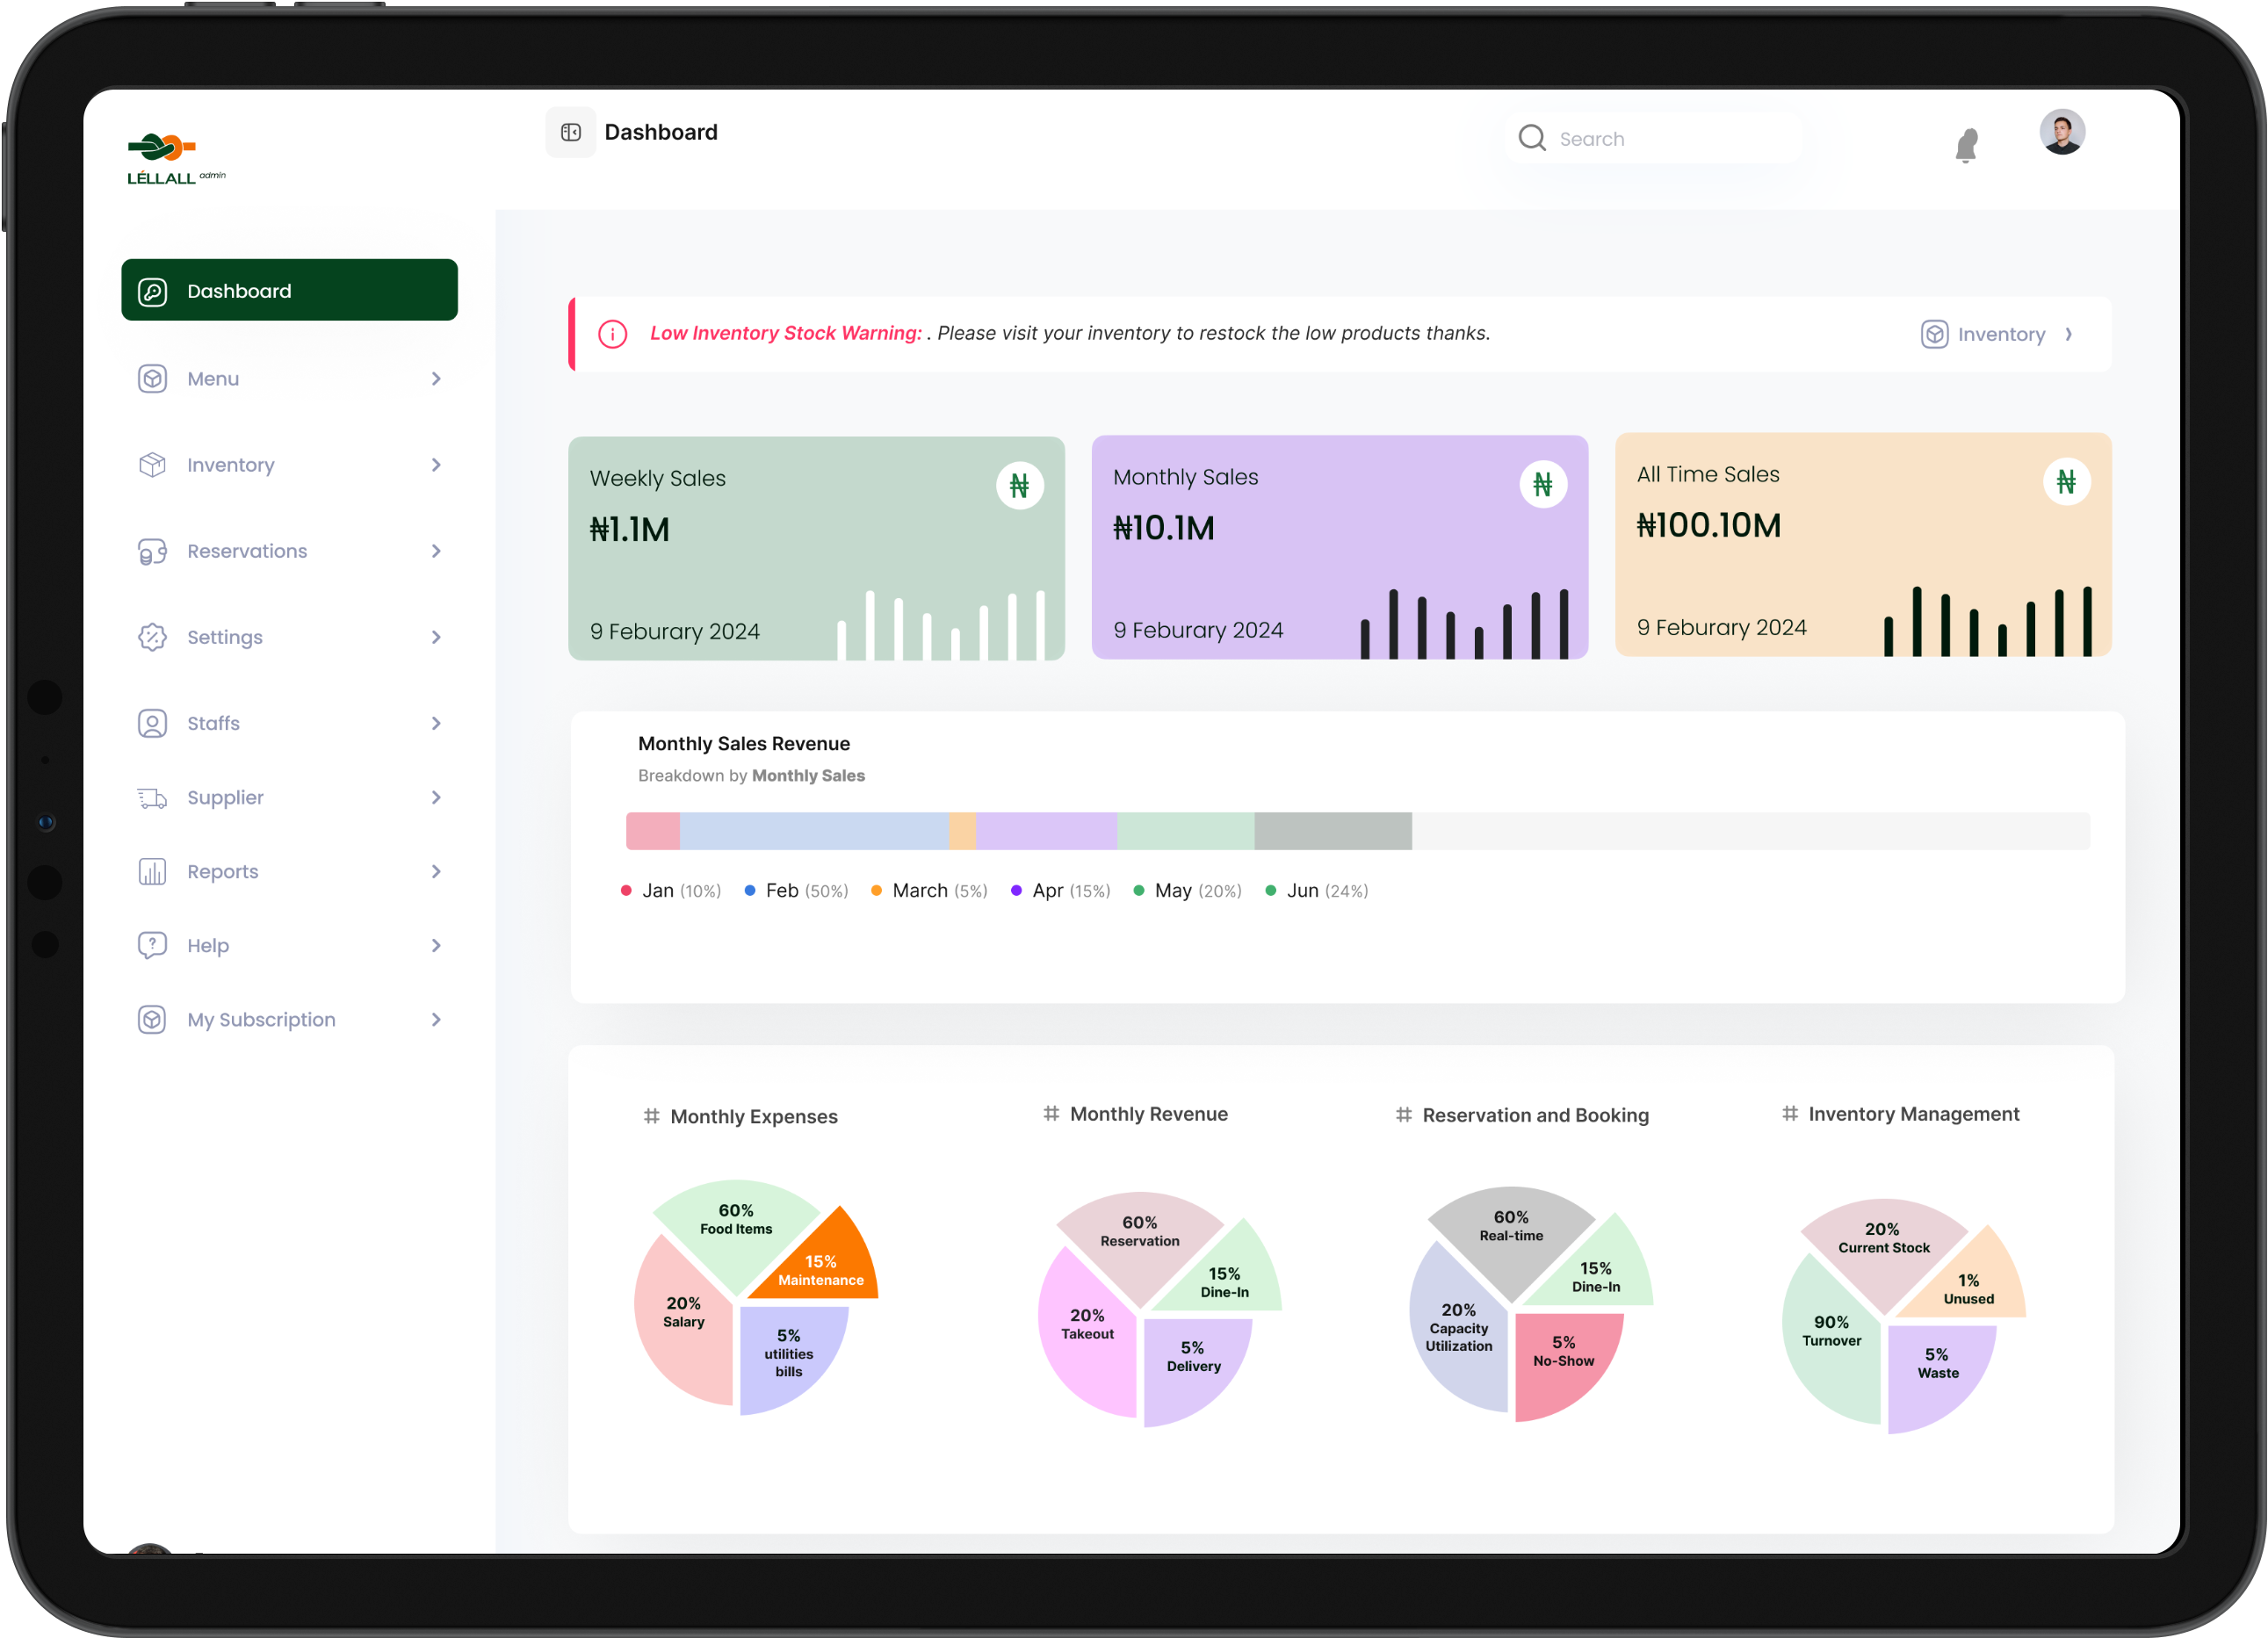 LÉLLALL admin
Dashboard
Search
Dashboard
Menu
Inventory
Reservations
Settings
Staffs
Supplier
Reports
Help
My Subscription
Low Inventory Stock Warning: . Please visit your inventory to restock the low products thanks.
Inventory
Weekly Sales
₦
₦1.1M
9 Feburary 2024
Monthly Sales
₦
₦10.1M
9 Feburary 2024
All Time Sales
₦
₦100.10M
9 Feburary 2024
Monthly Sales Revenue
Breakdown by Monthly Sales
Jan (10%) Feb (50%) March (5%) Apr (15%) May (20%) Jun (24%)
# Monthly Expenses
60%
Food Items
15%
Maintenance
20%
Salary
5%
utilities
bills
# Monthly Revenue
60%
Reservation
15%
Dine-In
20%
Takeout
5%
Delivery
# Reservation and Booking
60%
Real-time
15%
Dine-In
20%
Capacity
Utilization
5%
No-Show
# Inventory Management
20%
Current Stock
1%
Unused
90%
Turnover
5%
Waste